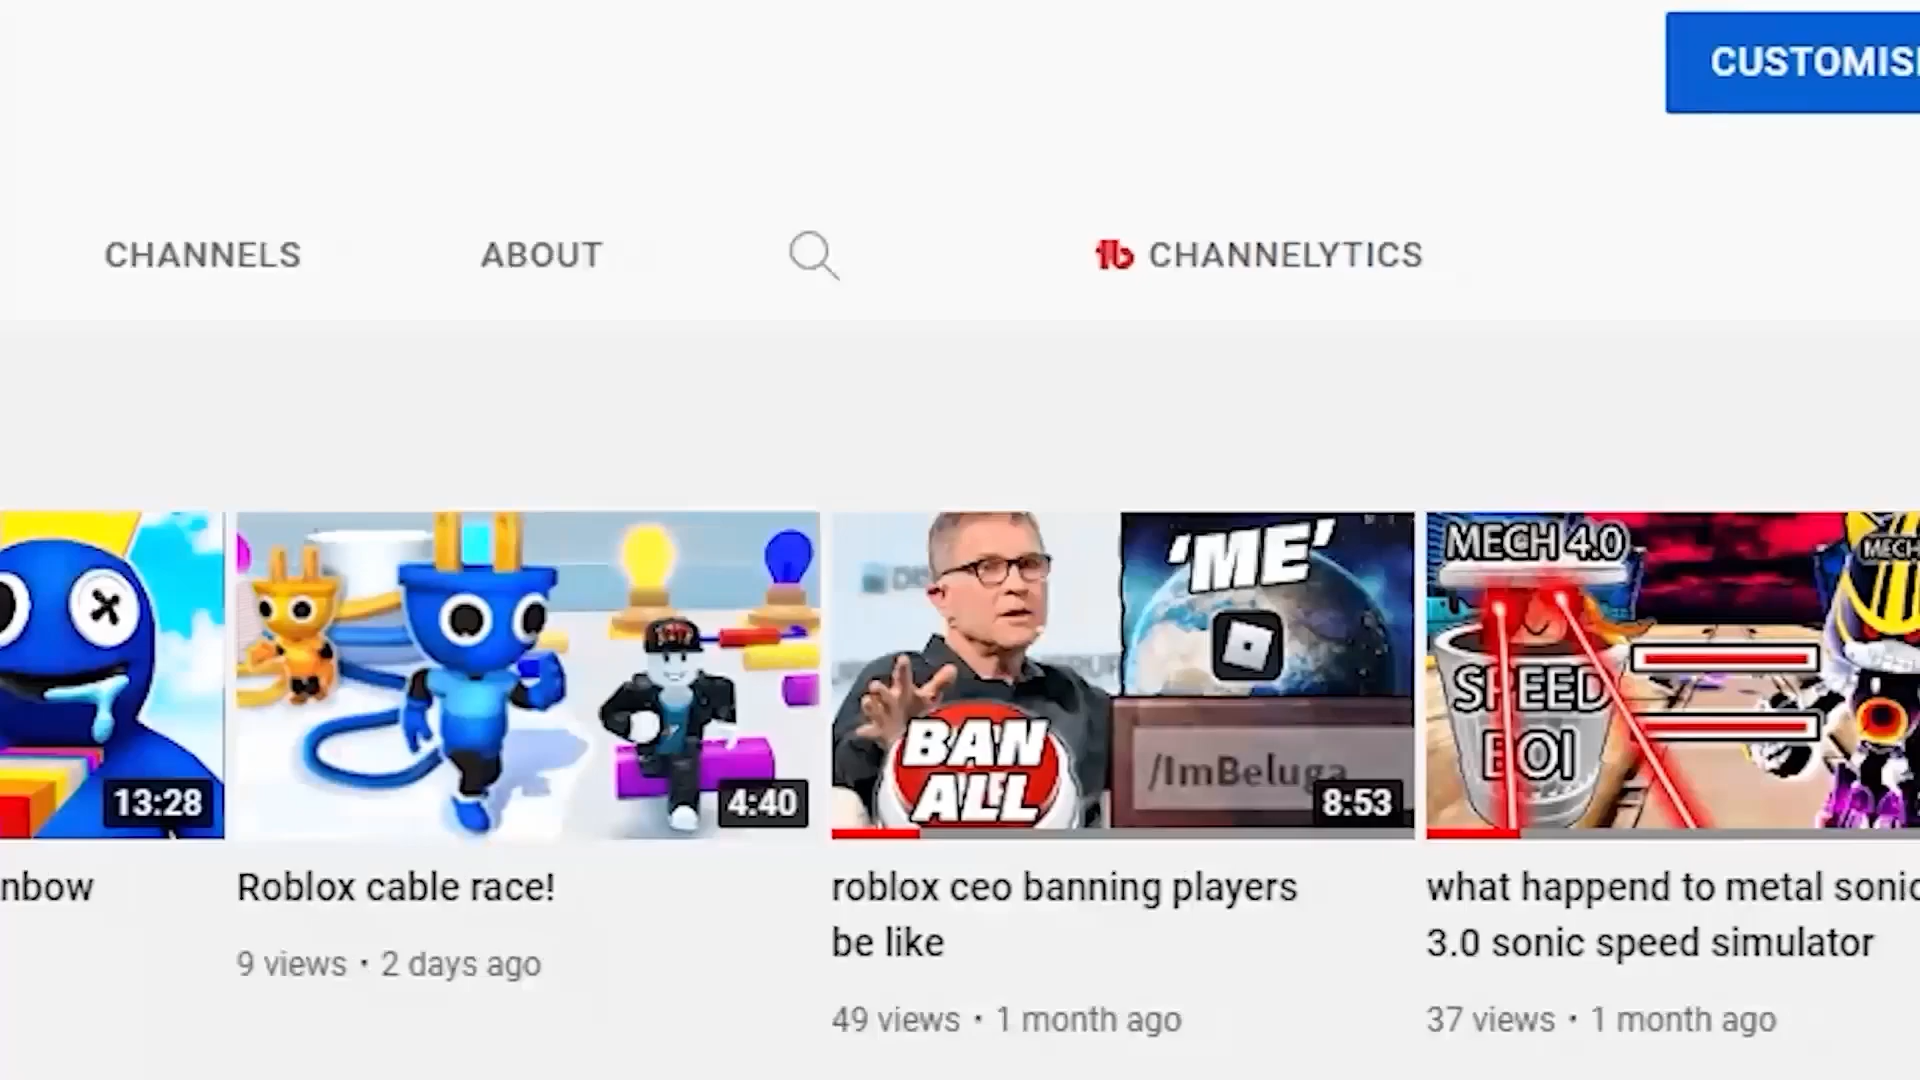 CUSTOMIS
CHANNELS
ABOUT
CHANNELYTICS
13:28
4:40
'ME'
BAN
ALL
/ImBeluga
8:53
MECH 4.0
MECH
SPEED
BOI
nbow
Roblox cable race!
9 views • 2 days ago
roblox ceo banning players
be like
49 views • 1 month ago
what happend to metal sonic
3.0 sonic speed simulator
37 views • 1 month ago